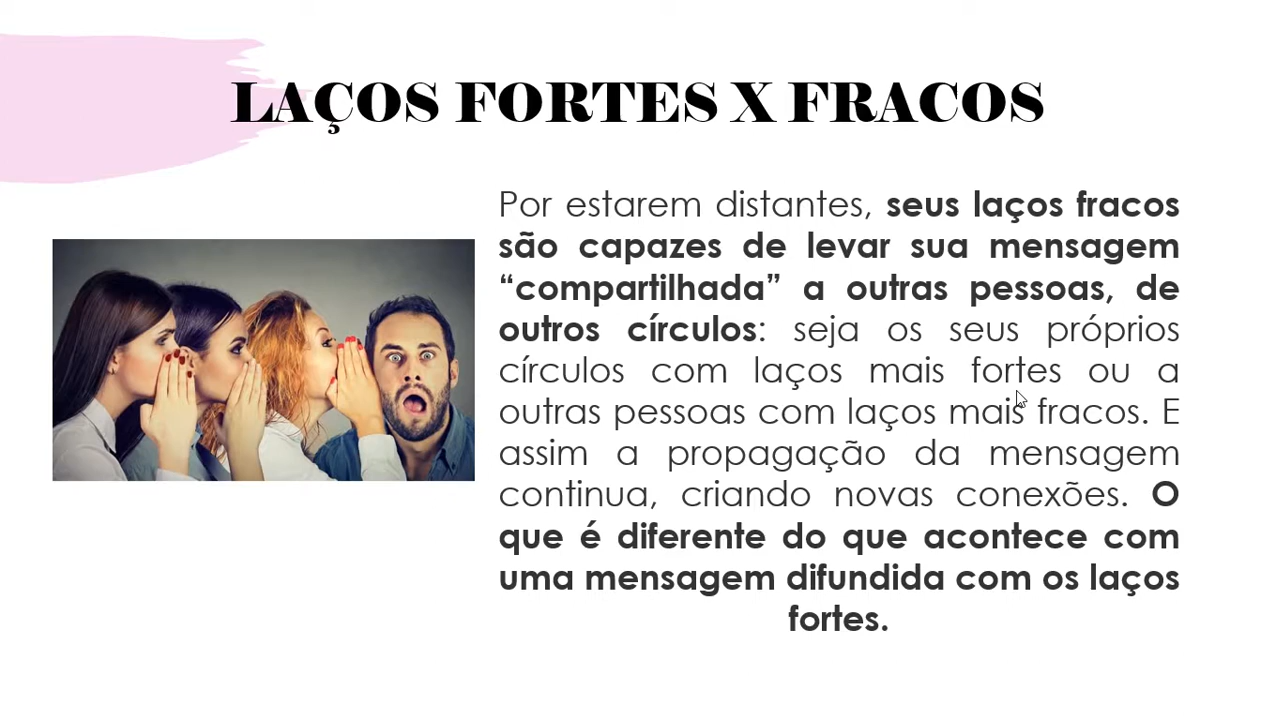 LAÇOS FORTES X FRACOS
Por estarem distantes, seus laços fracos
são capazes de levar sua mensagem
“compartilhada” a outras pessoas, de
outros círculos: seja os seus próprios
círculos com laços mais fortes ou a
outras pessoas com laços mais fracos. E
assim a propagação da mensagem
continua, criando novas conexões. O
que é diferente do que acontece com
uma mensagem difundida com os laços
fortes.